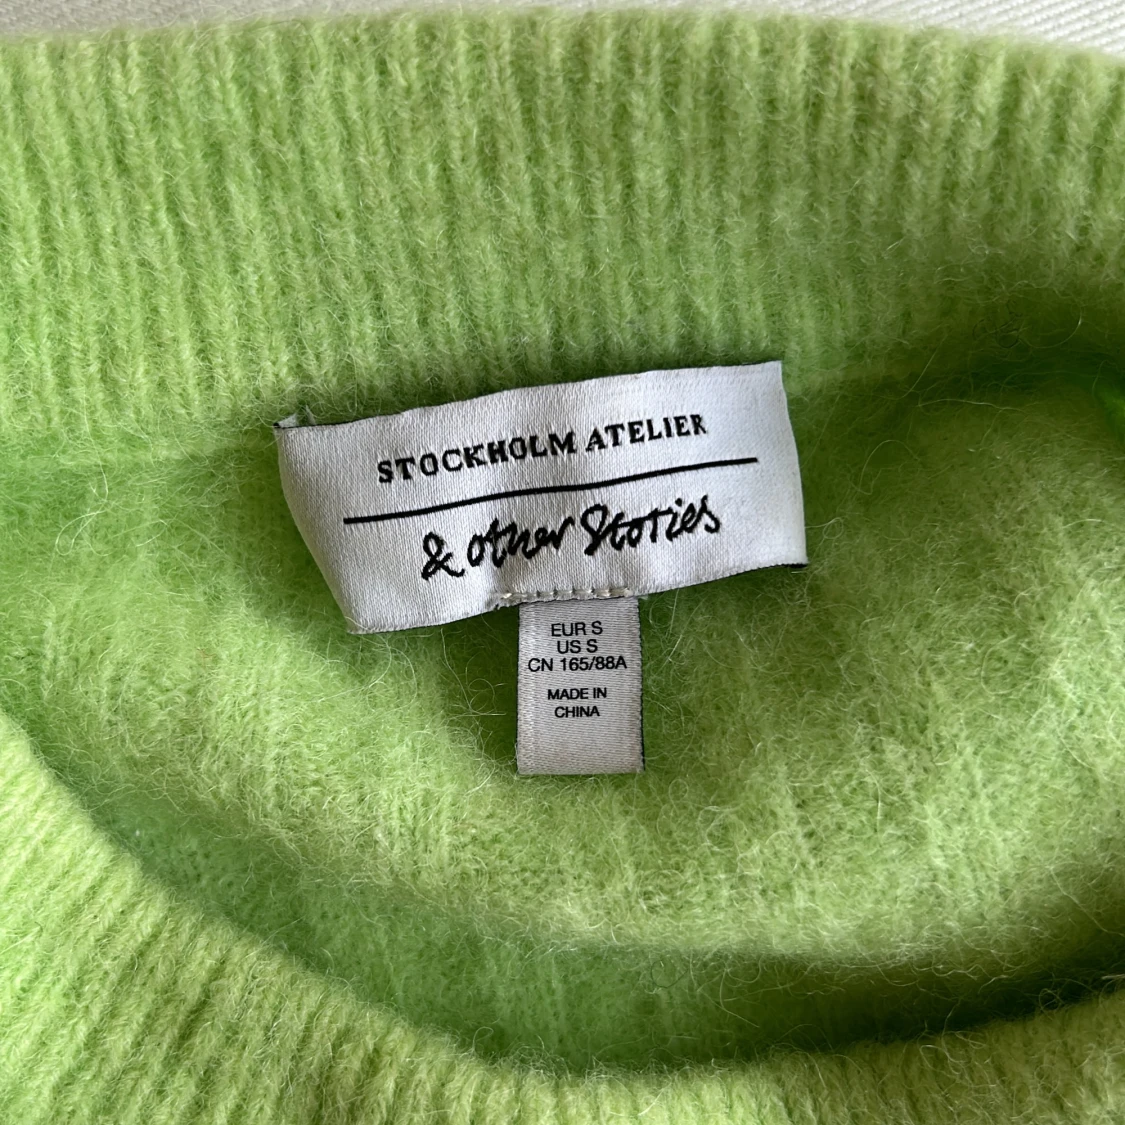 STOCKHOLM ATELIER
& other Stories
EUR S
US S
CN 165/88A
MADE IN
CHINA